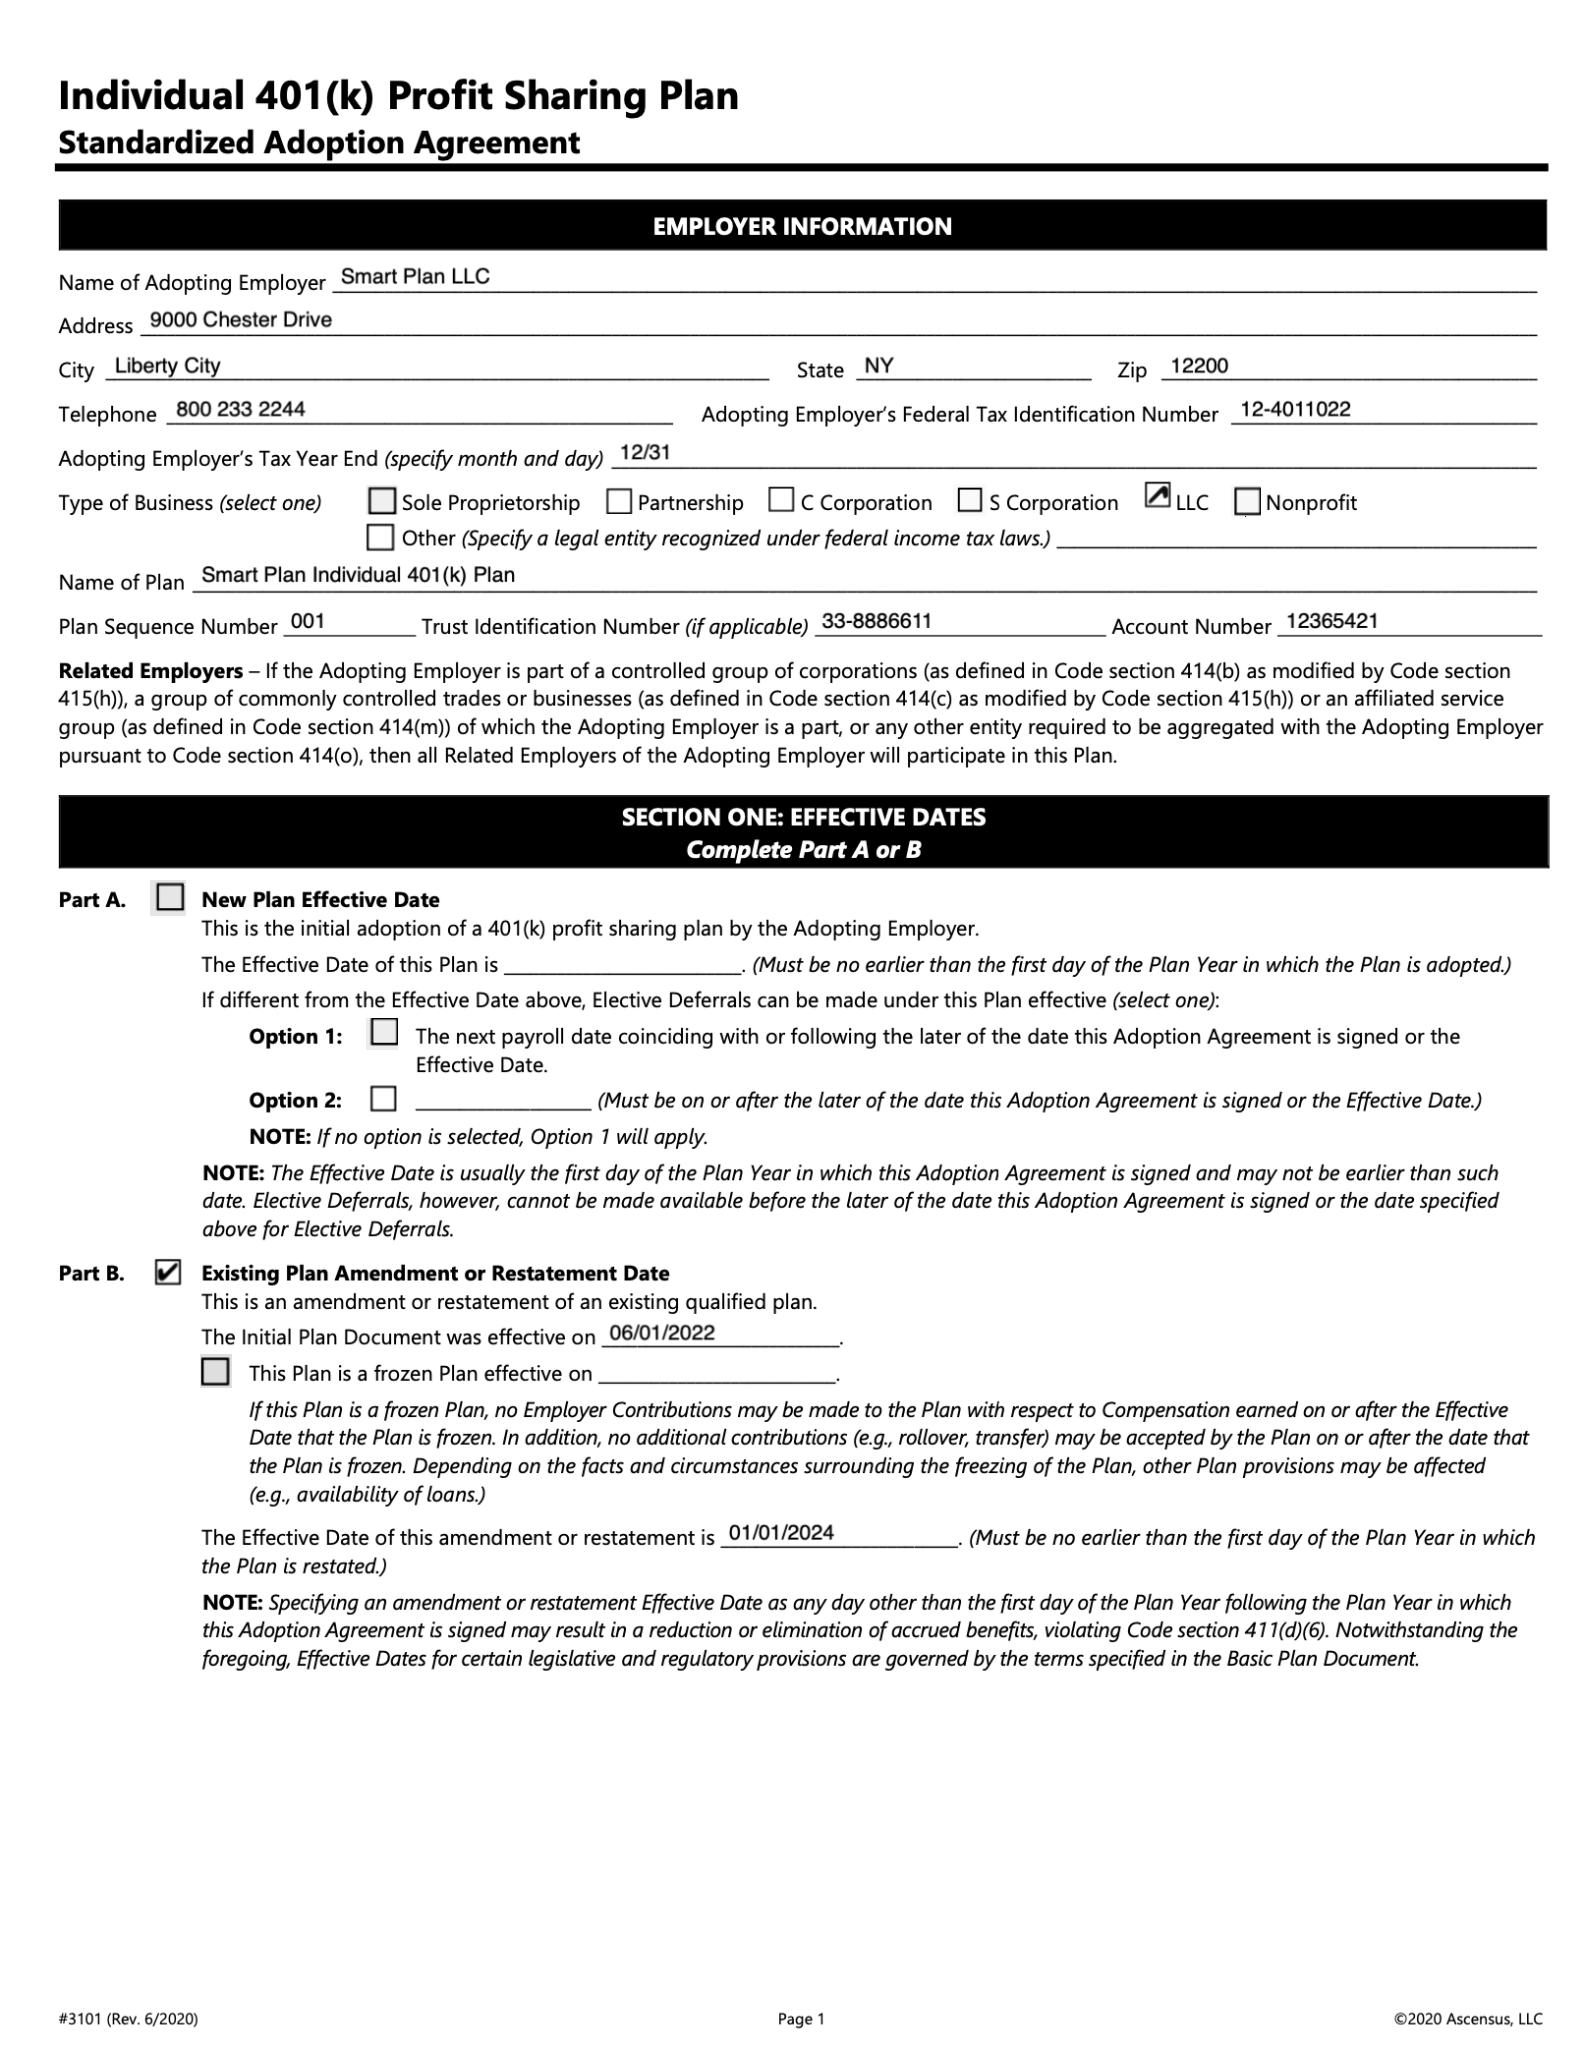 Individual 401(k) Profit Sharing Plan
Standardized Adoption Agreement
EMPLOYER INFORMATION
Name of Adopting Employer Smart Plan LLC
Address 9000 Chester Drive
City Liberty City State NY Zip 12200
Telephone 800 233 2244 Adopting Employer’s Federal Tax Identification Number 12-4011022
Adopting Employer’s Tax Year End (specify month and day) 12/31
Type of Business (select one) Sole Proprietorship Partnership C Corporation S Corporation LLC Nonprofit
Other (Specify a legal entity recognized under federal income tax laws.)
Name of Plan Smart Plan Individual 401(k) Plan
Plan Sequence Number 001 Trust Identification Number (if applicable) 33-8886611 Account Number 12365421
Related Employers – If the Adopting Employer is part of a controlled group of corporations (as defined in Code section 414(b) as modified by Code section
415(h)), a group of commonly controlled trades or businesses (as defined in Code section 414(c) as modified by Code section 415(h)) or an affiliated service
group (as defined in Code section 414(m)) of which the Adopting Employer is a part, or any other entity required to be aggregated with the Adopting Employer
pursuant to Code section 414(o), then all Related Employers of the Adopting Employer will participate in this Plan.
SECTION ONE: EFFECTIVE DATES
Complete Part A or B
Part A. New Plan Effective Date
This is the initial adoption of a 401(k) profit sharing plan by the Adopting Employer.
The Effective Date of this Plan is . (Must be no earlier than the first day of the Plan Year in which the Plan is adopted.)
If different from the Effective Date above, Elective Deferrals can be made under this Plan effective (select one):
Option 1: The next payroll date coinciding with or following the later of the date this Adoption Agreement is signed or the
Effective Date.
Option 2: (Must be on or after the later of the date this Adoption Agreement is signed or the Effective Date.)
NOTE: If no option is selected, Option 1 will apply.
NOTE: The Effective Date is usually the first day of the Plan Year in which this Adoption Agreement is signed and may not be earlier than such
date. Elective Deferrals, however, cannot be made available before the later of the date this Adoption Agreement is signed or the date specified
above for Elective Deferrals.
Part B. ✔ Existing Plan Amendment or Restatement Date
This is an amendment or restatement of an existing qualified plan.
The Initial Plan Document was effective on 06/01/2022.
This Plan is a frozen Plan effective on .
If this Plan is a frozen Plan, no Employer Contributions may be made to the Plan with respect to Compensation earned on or after the Effective
Date that the Plan is frozen. In addition, no additional contributions (e.g., rollover, transfer) may be accepted by the Plan on or after the date that
the Plan is frozen. Depending on the facts and circumstances surrounding the freezing of the Plan, other Plan provisions may be affected
(e.g., availability of loans.)
The Effective Date of this amendment or restatement is 01/01/2024. (Must be no earlier than the first day of the Plan Year in which
the Plan is restated.)
NOTE: Specifying an amendment or restatement Effective Date as any day other than the first day of the Plan Year following the Plan Year in which
this Adoption Agreement is signed may result in a reduction or elimination of accrued benefits, violating Code section 411(d)(6). Notwithstanding the
foregoing, Effective Dates for certain legislative and regulatory provisions are governed by the terms specified in the Basic Plan Document.
#3101 (Rev. 6/2020) Page 1 ©2020 Ascensus, LLC